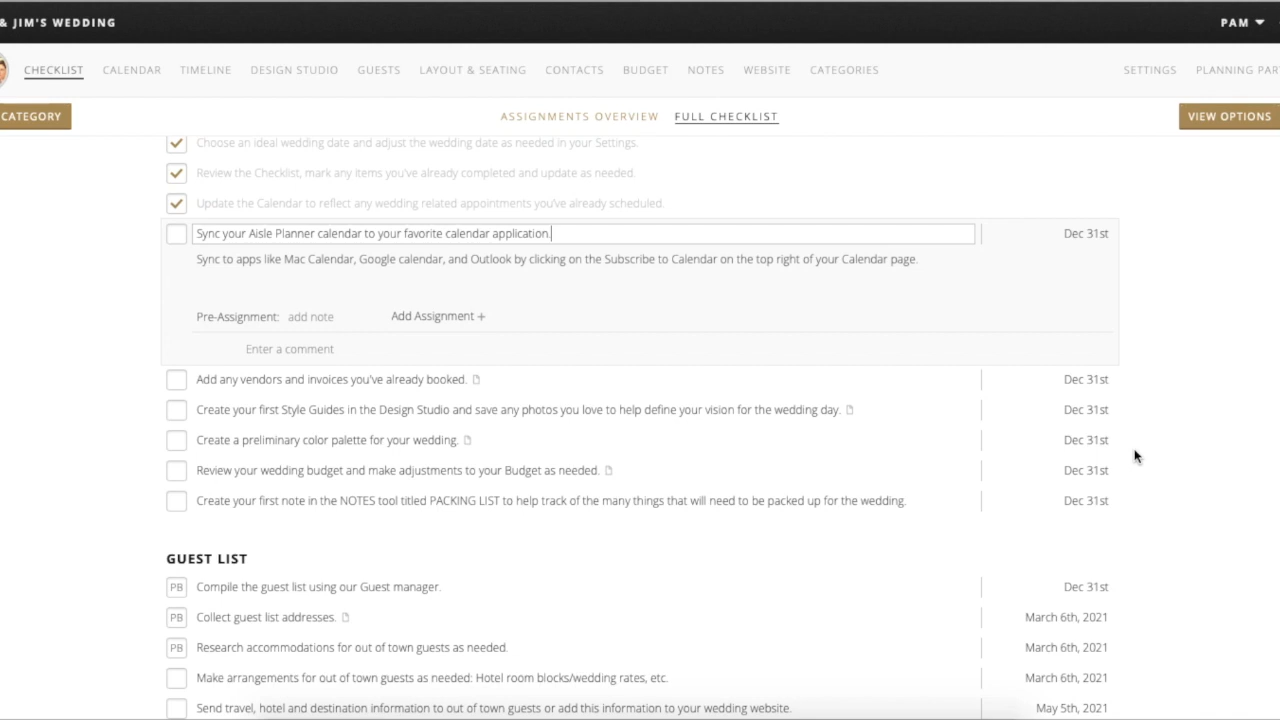 & JIM'S WEDDING
PAM
CHECKLIST CALENDAR TIMELINE DESIGN STUDIO GUESTS LAYOUT & SEATING CONTACTS BUDGET NOTES WEBSITE CATEGORIES SETTINGS PLANNING PAR
CATEGORY
ASSIGNMENTS OVERVIEW FULL CHECKLIST
VIEW OPTIONS
Choose an ideal wedding date and adjust the wedding date as needed in your Settings.
Review the Checklist, mark any items you've already completed and update as needed.
Update the Calendar to reflect any wedding related appointments you've already scheduled.
Sync your Aisle Planner calendar to your favorite calendar application. Dec 31st
Sync to apps like Mac Calendar, Google calendar, and Outlook by clicking on the Subscribe to Calendar on the top right of your Calendar page.
Pre-Assignment: add note Add Assignment +
Enter a comment
Add any vendors and invoices you've already booked. Dec 31st
Create your first Style Guides in the Design Studio and save any photos you love to help define your vision for the wedding day. Dec 31st
Create a preliminary color palette for your wedding. Dec 31st
Review your wedding budget and make adjustments to your Budget as needed. Dec 31st
Create your first note in the NOTES tool titled PACKING LIST to help track of the many things that will need to be packed up for the wedding. Dec 31st
GUEST LIST
PB Compile the guest list using our Guest manager. Dec 31st
PB Collect guest list addresses. March 6th, 2021
PB Research accommodations for out of town guests as needed. March 6th, 2021
Make arrangements for out of town guests as needed: Hotel room blocks/wedding rates, etc. March 6th, 2021
Send travel, hotel and destination information to out of town guests or add this information to your wedding website. May 5th, 2021